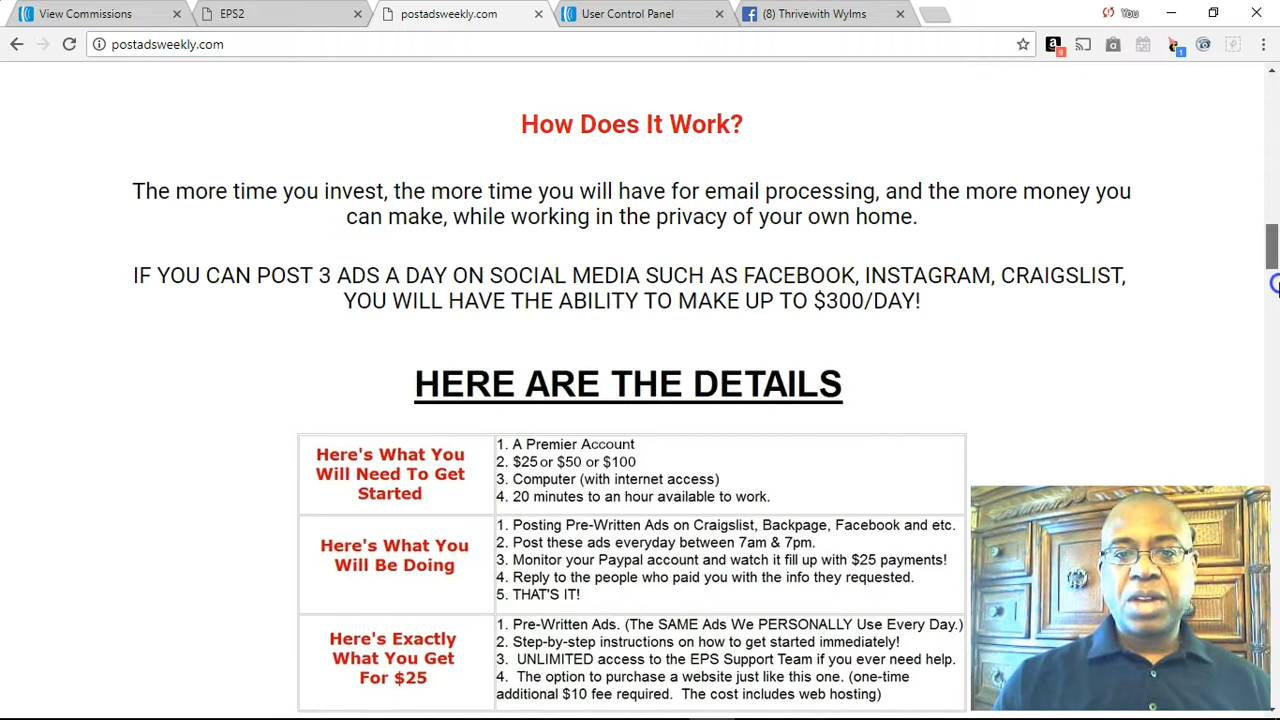 View Commissions
EPS2
postadsweekly.com
User Control Panel
(8) Thrivewith Wylms
You
postadsweekly.com
9
1
How Does It Work?
The more time you invest, the more time you will have for email processing, and the more money you
can make, while working in the privacy of your own home.
IF YOU CAN POST 3 ADS A DAY ON SOCIAL MEDIA SUCH AS FACEBOOK, INSTAGRAM, CRAIGSLIST,
YOU WILL HAVE THE ABILITY TO MAKE UP TO $300/DAY!
HERE ARE THE DETAILS
Here's What You
Will Need To Get
Started
1. A Premier Account
2. $25 or $50 or $100
3. Computer (with internet access)
4. 20 minutes to an hour available to work.
Here's What You
Will Be Doing
1. Posting Pre-Written Ads on Craigslist, Backpage, Facebook and etc.
2. Post these ads everyday between 7am & 7pm.
3. Monitor your Paypal account and watch it fill up with $25 payments!
4. Reply to the people who paid you with the info they requested.
5. THAT'S IT!
Here's Exactly
What You Get
For $25
1. Pre-Written Ads. (The SAME Ads We PERSONALLY Use Every Day.)
2. Step-by-step instructions on how to get started immediately!
3. UNLIMITED access to the EPS Support Team if you ever need help.
4. The option to purchase a website just like this one. (one-time
additional $10 fee required. The cost includes web hosting)